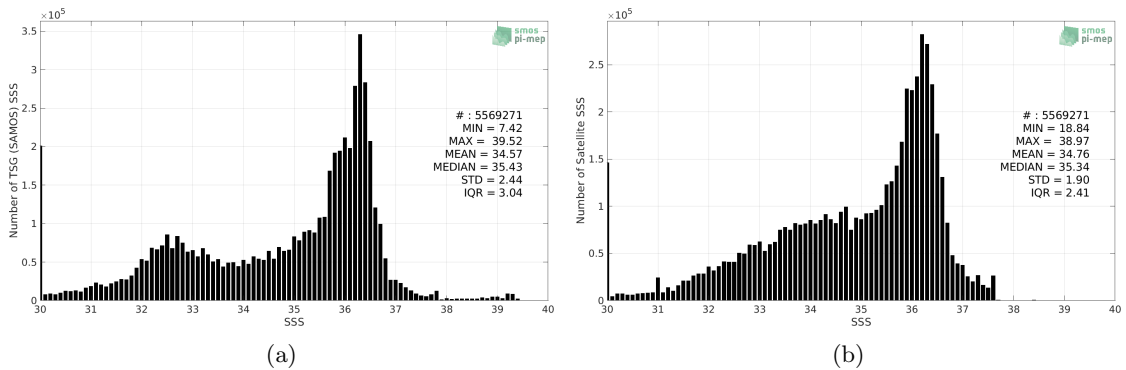 ×10⁵
3.5
3
2.5
2
1.5
1
0.5
0
30 31 32 33 34 35 36 37 38 39 40
SSS
Number of TSG (SAMOS) SSS
smos
pi-mep
# : 5569271
MIN = 7.42
MAX = 39.52
MEAN = 34.57
MEDIAN = 35.43
STD = 2.44
IQR = 3.04
(a)
×10⁵
2.5
2
1.5
1
0.5
0
30 31 32 33 34 35 36 37 38 39 40
SSS
Number of Satellite SSS
smos
pi-mep
# : 5569271
MIN = 18.84
MAX = 38.97
MEAN = 34.76
MEDIAN = 35.34
STD = 1.90
IQR = 2.41
(b)